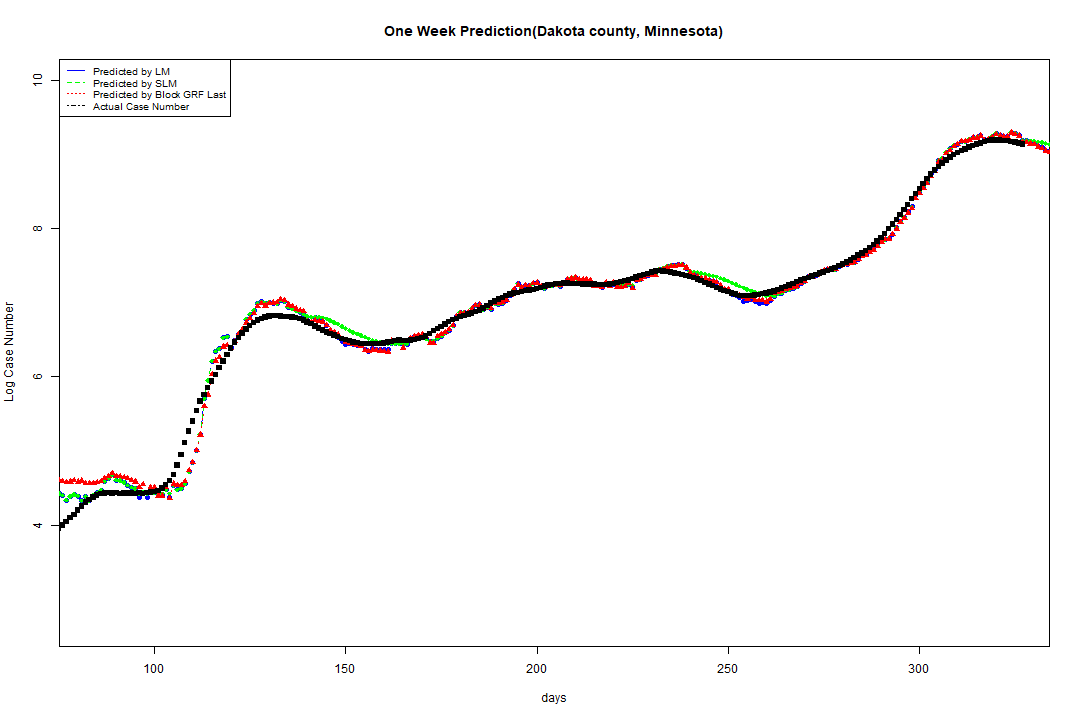 One Week Prediction(Dakota county, Minnesota)
Predicted by LM
Predicted by SLM
Predicted by Block GRF Last
Actual Case Number
10
8
6
4
Log Case Number
100 150 200 250 300
days